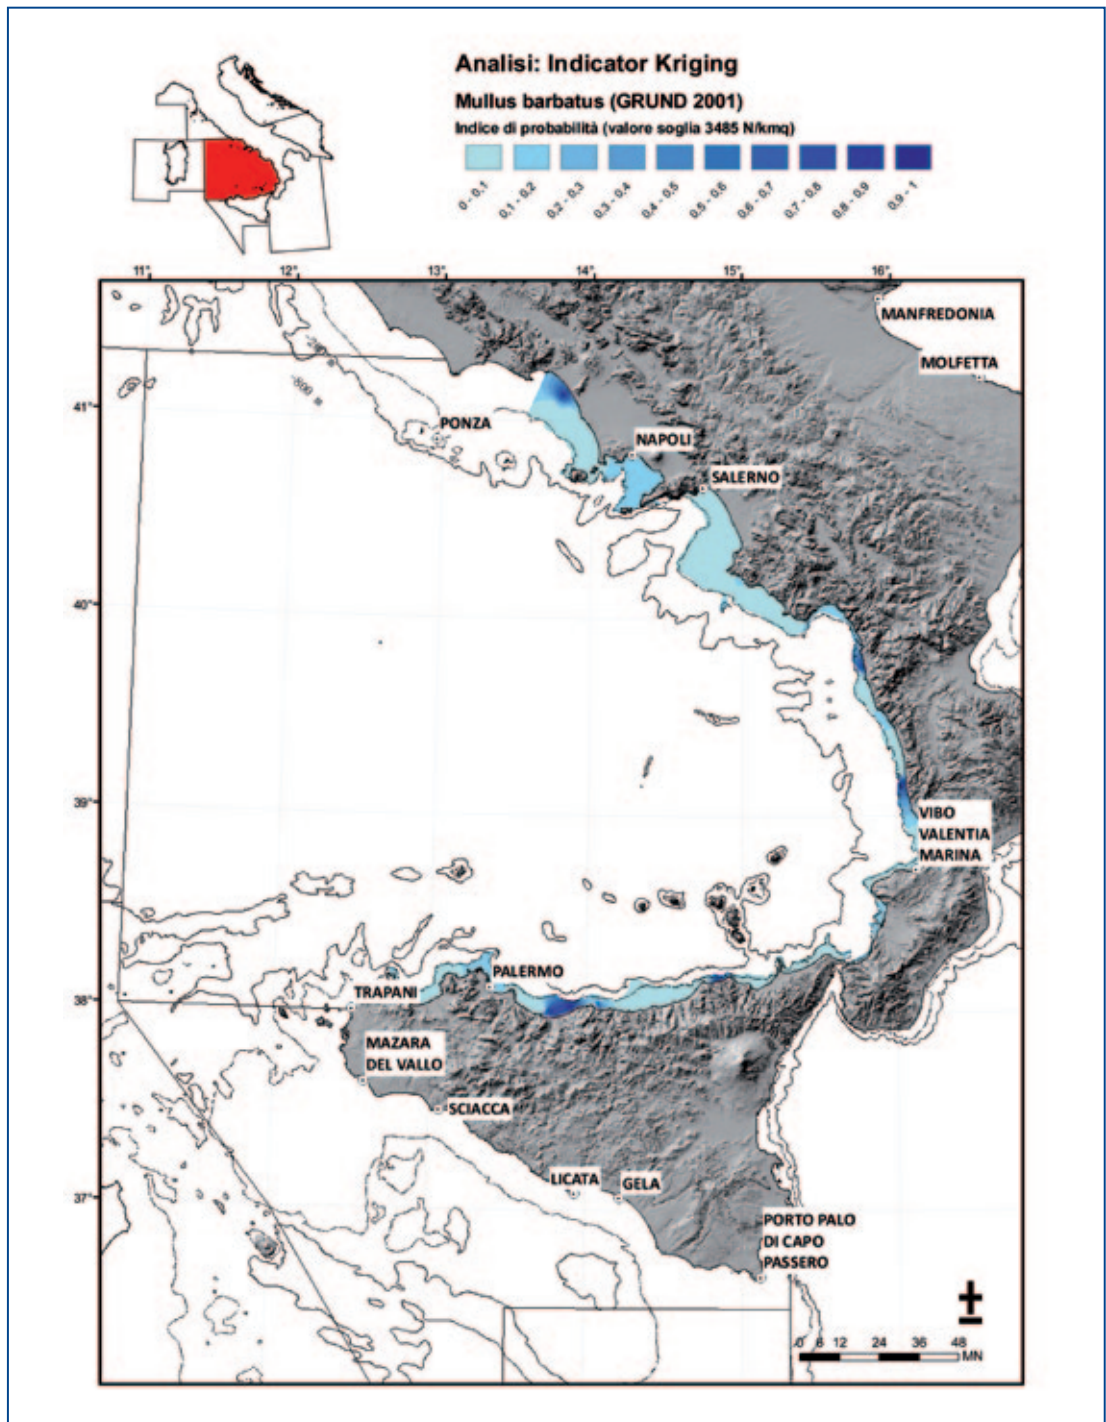 Analisi: Indicator Kriging
Mullus barbatus (GRUND 2001)
Indice di probabilità (valore soglia 3485 N/kmq)
0 - 0,1
0,1 - 0,2
0,2 - 0,3
0,3 - 0,4
0,4 - 0,5
0,5 - 0,6
0,6 - 0,7
0,7 - 0,8
0,8 - 0,9
0,9 - 1
11°
12°
13°
14°
15°
16°
MANFREDONIA
MOLFETTA
-800 m
41°
PONZA
NAPOLI
SALERNO
40°
39°
VIBO
VALENTIA
MARINA
38°
PALERMO
TRAPANI
MAZARA
DEL VALLO
SCIACCA
37°
LICATA
GELA
PORTO PALO
DI CAPO
PASSERO
0 6 12 24 36 48
MN